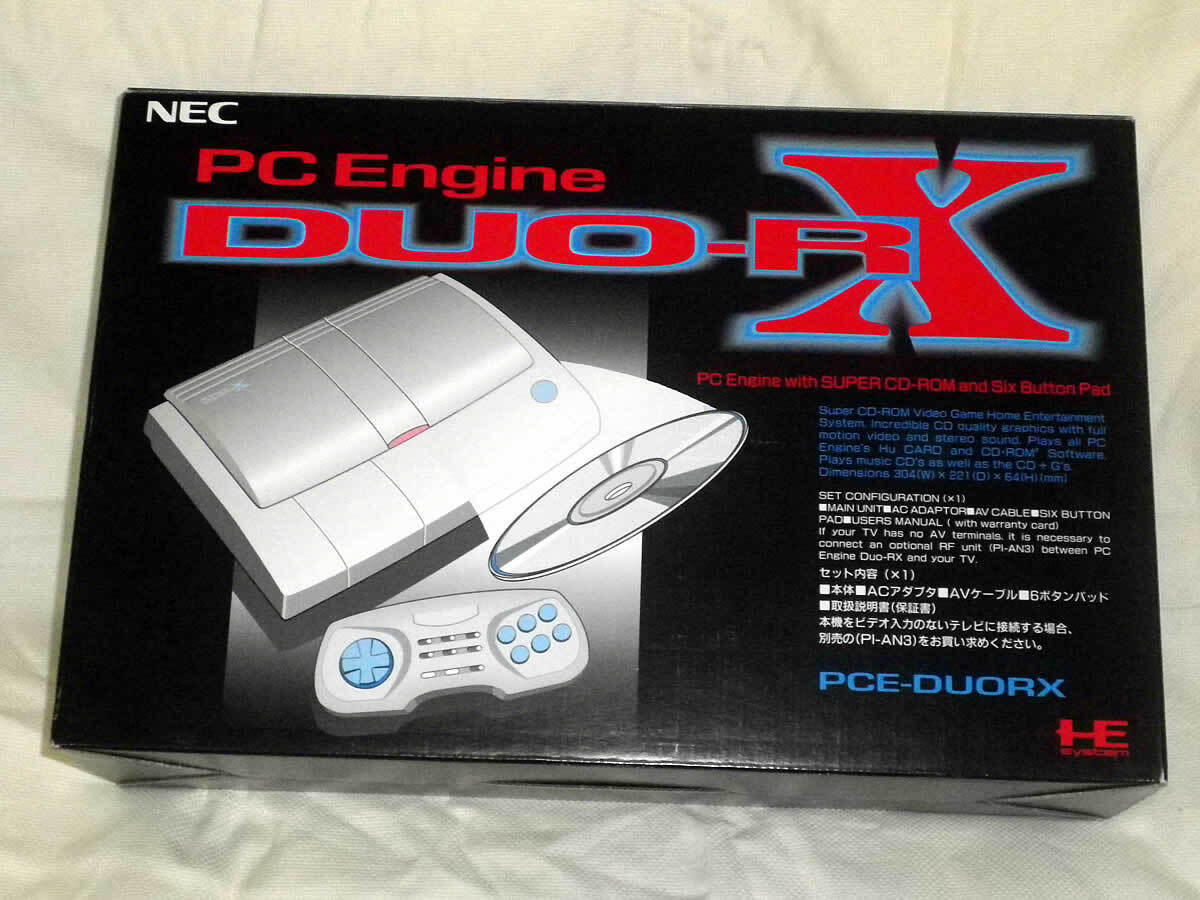 NEC
PC Engine
DUO-RX
PC Engine with SUPER CD-ROM and Six Button Pad
Super CD-ROM Video Game Home Entertainment
System. Incredible CD quality graphics with full
motion video and stereo sound. Plays all PC
Engine's Hu CARD and CD-ROM² Software.
Plays music CD's as well as the CD + G's.
Dimensions 304(W) × 221(D) × 64(H)(mm)
SET CONFIGURATION (×1)
■MAIN UNIT■AC ADAPTOR■AV CABLE■SIX BUTTON
PAD■USERS MANUAL ( with warranty card)
If your TV has no AV terminals, it is necessary to
connect an optional RF unit (PI-AN3) between PC
Engine Duo-RX and your TV.
セット内容 (×1)
■本体■ACアダプタ■AVケーブル■6ボタンパッド
■取扱説明書(保証書)
本機をビデオ入力のないテレビに接続する場合、
別売の(PI-AN3)をお買い求めください。
PCE-DUORX
HE
system